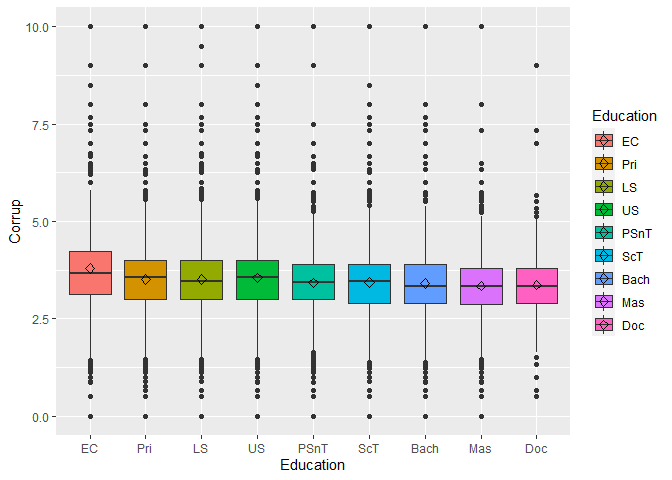 10.0
7.5
5.0
2.5
0.0
Corrup
EC Pri LS US PSnT ScT Bach Mas Doc
Education
Education
EC
Pri
LS
US
PSnT
ScT
Bach
Mas
Doc